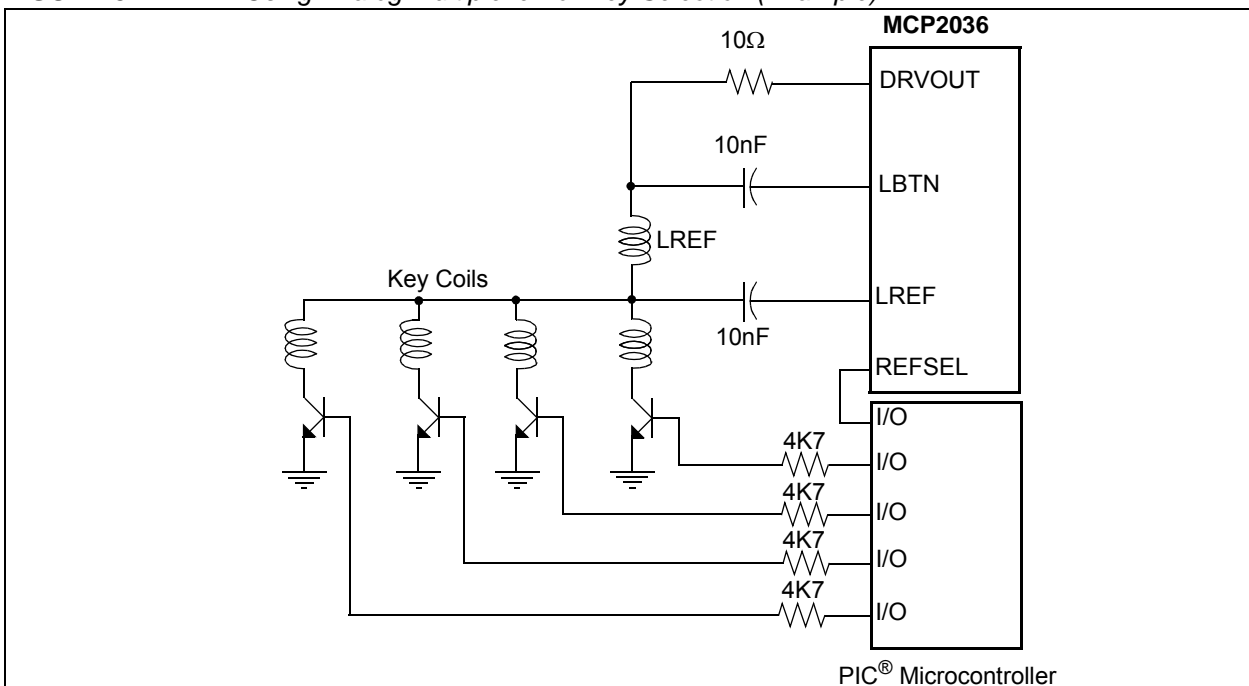 MCP2036
10Ω
DRVOUT
10nF
LBTN
LREF
Key Coils
LREF
10nF
REFSEL
I/O
4K7
I/O
4K7
I/O
4K7
I/O
4K7
I/O
PIC® Microcontroller